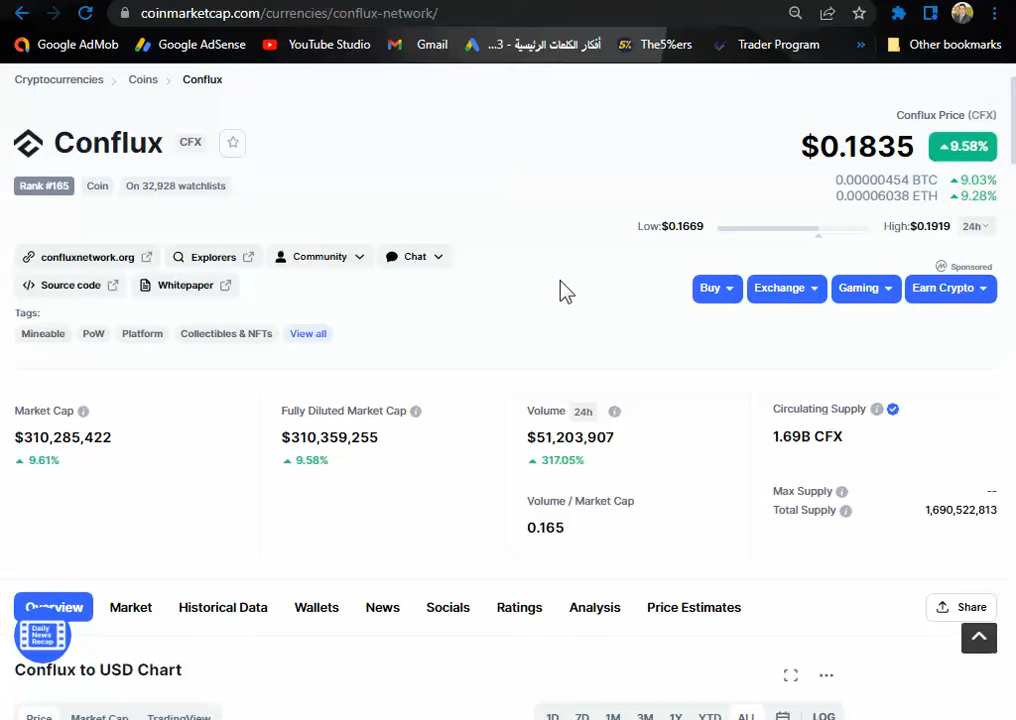 coinmarketcap.com/currencies/conflux-network/
Google AdMob Google AdSense YouTube Studio Gmail أفكار الكلمات الرئيسية - 3... The5%ers Trader Program » Other bookmarks
Cryptocurrencies > Coins > Conflux
Conflux CFX
Rank #165 Coin On 32,928 watchlists
Conflux Price (CFX)
$0.1835 9.58%
0.00000454 BTC 9.03%
0.00006038 ETH 9.28%
Low:$0.1669 High:$0.1919 24h
confluxnetwork.org Explorers Community Chat
Source code Whitepaper
Sponsored
Buy Exchange Gaming Earn Crypto
Tags:
Mineable PoW Platform Collectibles & NFTs View all
Market Cap
$310,285,422
9.61%
Fully Diluted Market Cap
$310,359,255
9.58%
Volume 24h
$51,203,907
317.05%
Volume / Market Cap
0.165
Circulating Supply
1.69B CFX
Max Supply --
Total Supply 1,690,522,813
Overview Market Historical Data Wallets News Socials Ratings Analysis Price Estimates Share
Daily
News
Recap
Conflux to USD Chart
Price Market Cap TradingView 1D 7D 1M 3M 1Y YTD ALL LOG